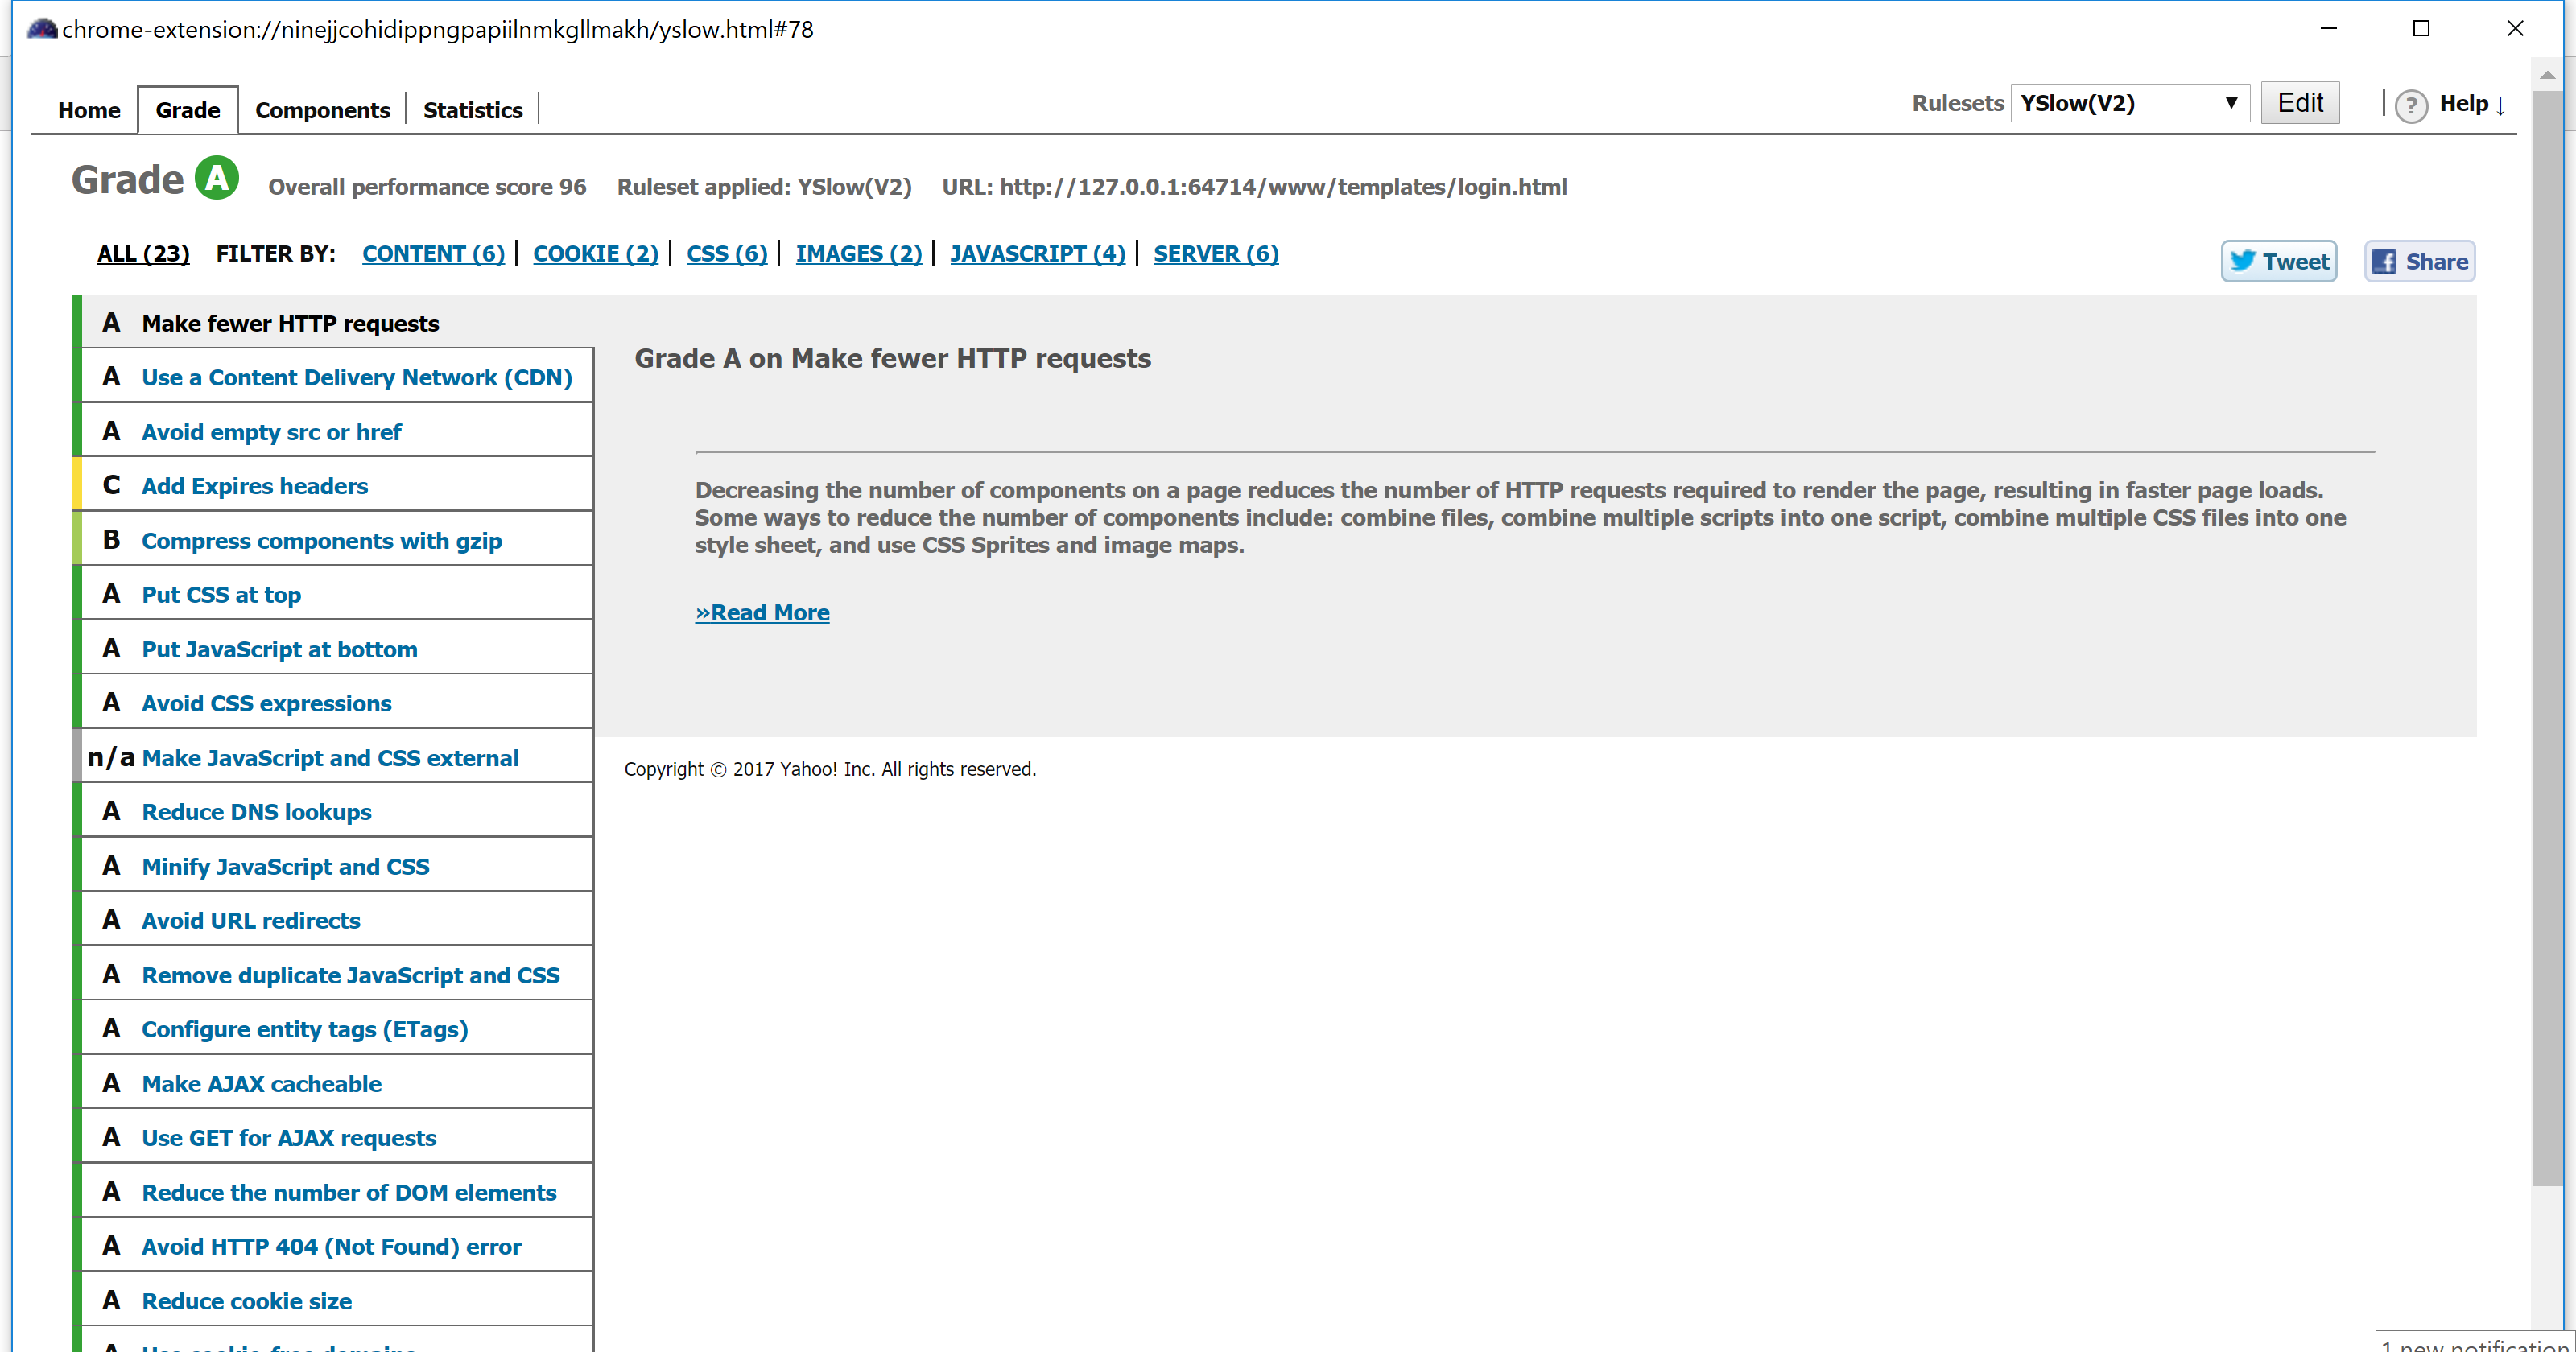 chrome-extension://ninejjcohidippngpapiilnmkgllmakh/yslow.html#78
Home Grade Components Statistics
Rulesets YSlow(V2) Edit ? Help ↓
Grade A Overall performance score 96 Ruleset applied: YSlow(V2) URL: http://127.0.0.1:64714/www/templates/login.html
ALL (23) FILTER BY: CONTENT (6) | COOKIE (2) | CSS (6) | IMAGES (2) | JAVASCRIPT (4) | SERVER (6)
Tweet Share
A Make fewer HTTP requests
A Use a Content Delivery Network (CDN)
A Avoid empty src or href
C Add Expires headers
B Compress components with gzip
A Put CSS at top
A Put JavaScript at bottom
A Avoid CSS expressions
n/a Make JavaScript and CSS external
A Reduce DNS lookups
A Minify JavaScript and CSS
A Avoid URL redirects
A Remove duplicate JavaScript and CSS
A Configure entity tags (ETags)
A Make AJAX cacheable
A Use GET for AJAX requests
A Reduce the number of DOM elements
A Avoid HTTP 404 (Not Found) error
A Reduce cookie size
Grade A on Make fewer HTTP requests
Decreasing the number of components on a page reduces the number of HTTP requests required to render the page, resulting in faster page loads.
Some ways to reduce the number of components include: combine files, combine multiple scripts into one script, combine multiple CSS files into one
style sheet, and use CSS Sprites and image maps.
»Read More
Copyright © 2017 Yahoo! Inc. All rights reserved.
1 new notification